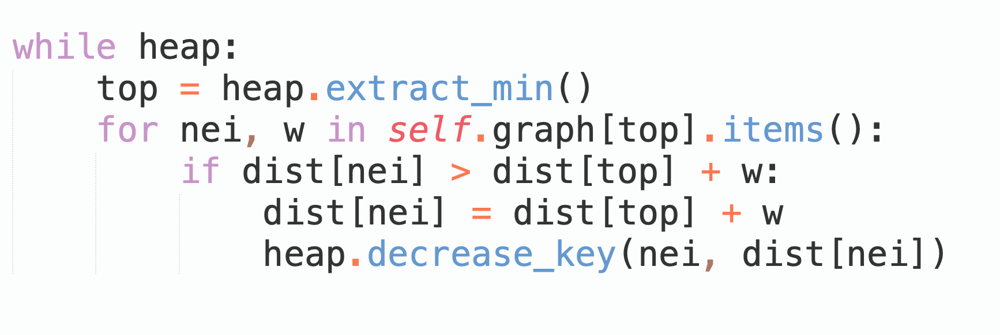 while heap:
    top = heap.extract_min()
    for nei, w in self.graph[top].items():
        if dist[nei] > dist[top] + w:
            dist[nei] = dist[top] + w
            heap.decrease_key(nei, dist[nei])